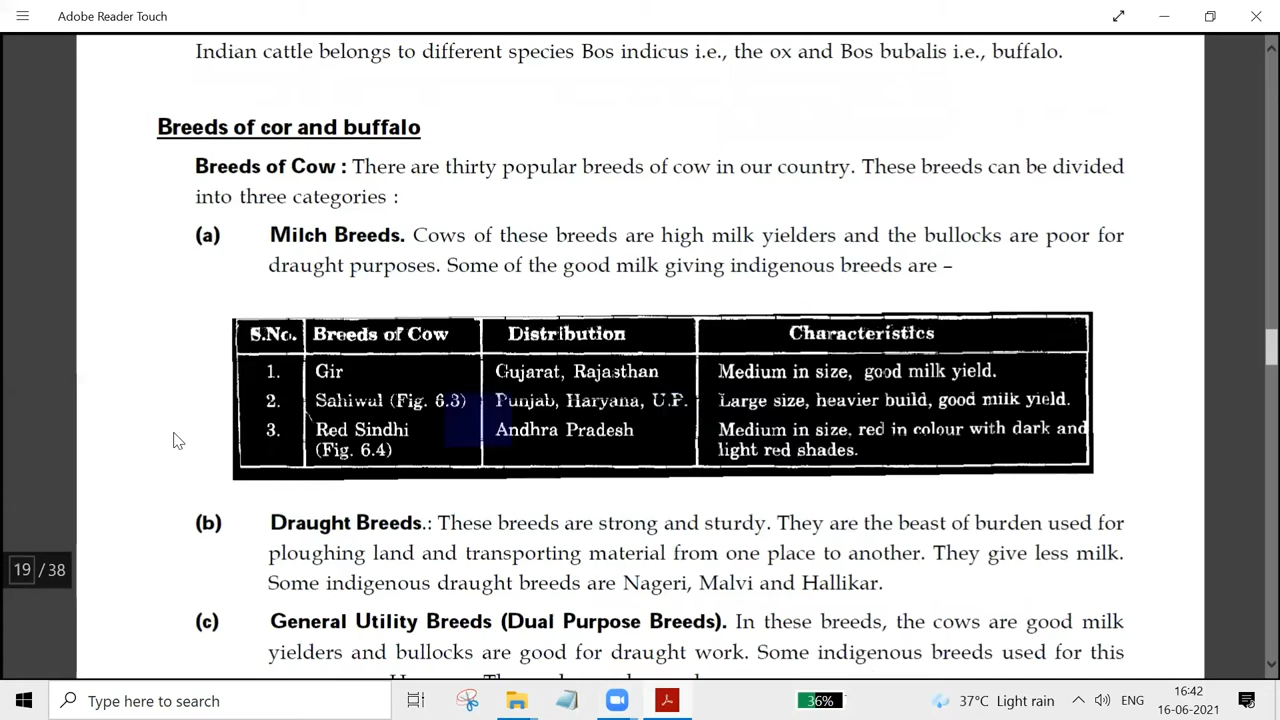 Adobe Reader Touch
Indian cattle belongs to different species Bos indicus i.e., the ox and Bos bubalis i.e., buffalo.
Breeds of cor and buffalo
Breeds of Cow : There are thirty popular breeds of cow in our country. These breeds can be divided
into three categories :
(a) Milch Breeds. Cows of these breeds are high milk yielders and the bullocks are poor for
draught purposes. Some of the good milk giving indigenous breeds are –
S.No. Breeds of Cow Distribution Characteristics
1. Gir Gujarat, Rajasthan Medium in size, good milk yield.
2. Sahiwal (Fig. 6.3) Punjab, Haryana, U.P. Large size, heavier build, good milk yield.
3. Red Sindhi Andhra Pradesh Medium in size, red in colour with dark and
(Fig. 6.4) light red shades.
(b) Draught Breeds.: These breeds are strong and sturdy. They are the beast of burden used for
ploughing land and transporting material from one place to another. They give less milk.
19 / 38
Some indigenous draught breeds are Nageri, Malvi and Hallikar.
(c) General Utility Breeds (Dual Purpose Breeds). In these breeds, the cows are good milk
yielders and bullocks are good for draught work. Some indigenous breeds used for this
Type here to search
36%
37°C Light rain
ENG
16:42
16-06-2021